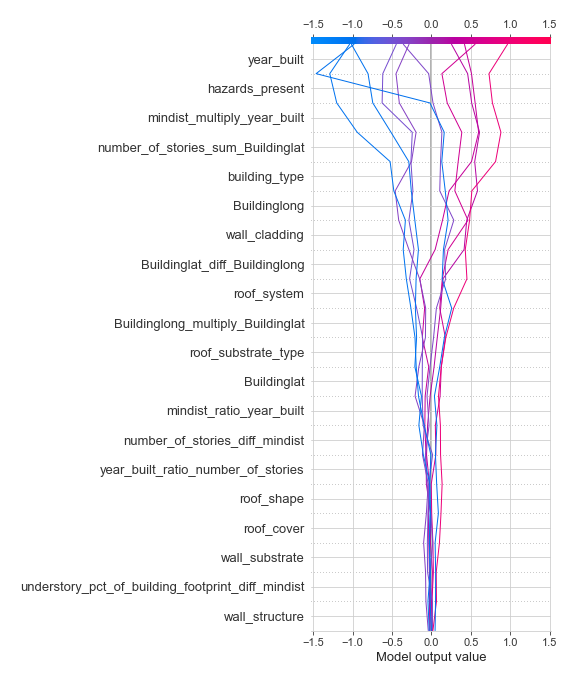 −1.5 −1.0 −0.5 0.0 0.5 1.0 1.5
year_built
hazards_present
mindist_multiply_year_built
number_of_stories_sum_Buildinglat
building_type
Buildinglong
wall_cladding
Buildinglat_diff_Buildinglong
roof_system
Buildinglong_multiply_Buildinglat
roof_substrate_type
Buildinglat
mindist_ratio_year_built
number_of_stories_diff_mindist
year_built_ratio_number_of_stories
roof_shape
roof_cover
wall_substrate
understory_pct_of_building_footprint_diff_mindist
wall_structure
−1.5 −1.0 −0.5 0.0 0.5 1.0 1.5
Model output value